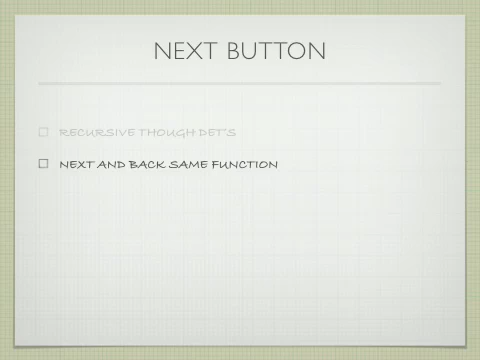 NEXT BUTTON
RECURSIVE THOUGH DET'S
NEXT AND BACK SAME FUNCTION